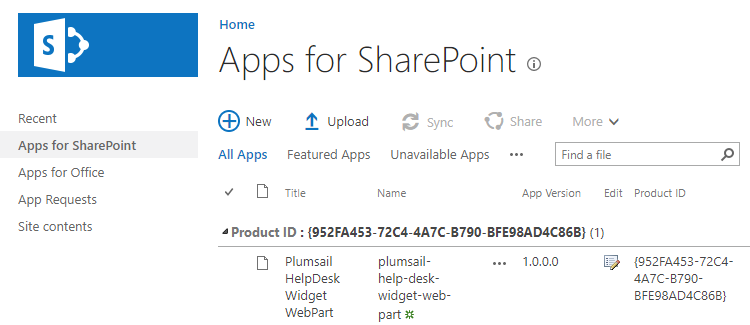 S
Home
Apps for SharePoint
Recent
Apps for SharePoint
Apps for Office
App Requests
Site contents
New Upload Sync Share More
All Apps Featured Apps Unavailable Apps ••• Find a file
Title Name App Version Edit Product ID
Product ID : {952FA453-72C4-4A7C-B790-BFE98AD4C86B} (1)
Plumsail plumsail- ••• 1.0.0.0 {952FA453-72C4-
HelpDesk help-desk- 4A7C-B790-
Widget widget-web- BFE98AD4C86B}
WebPart part